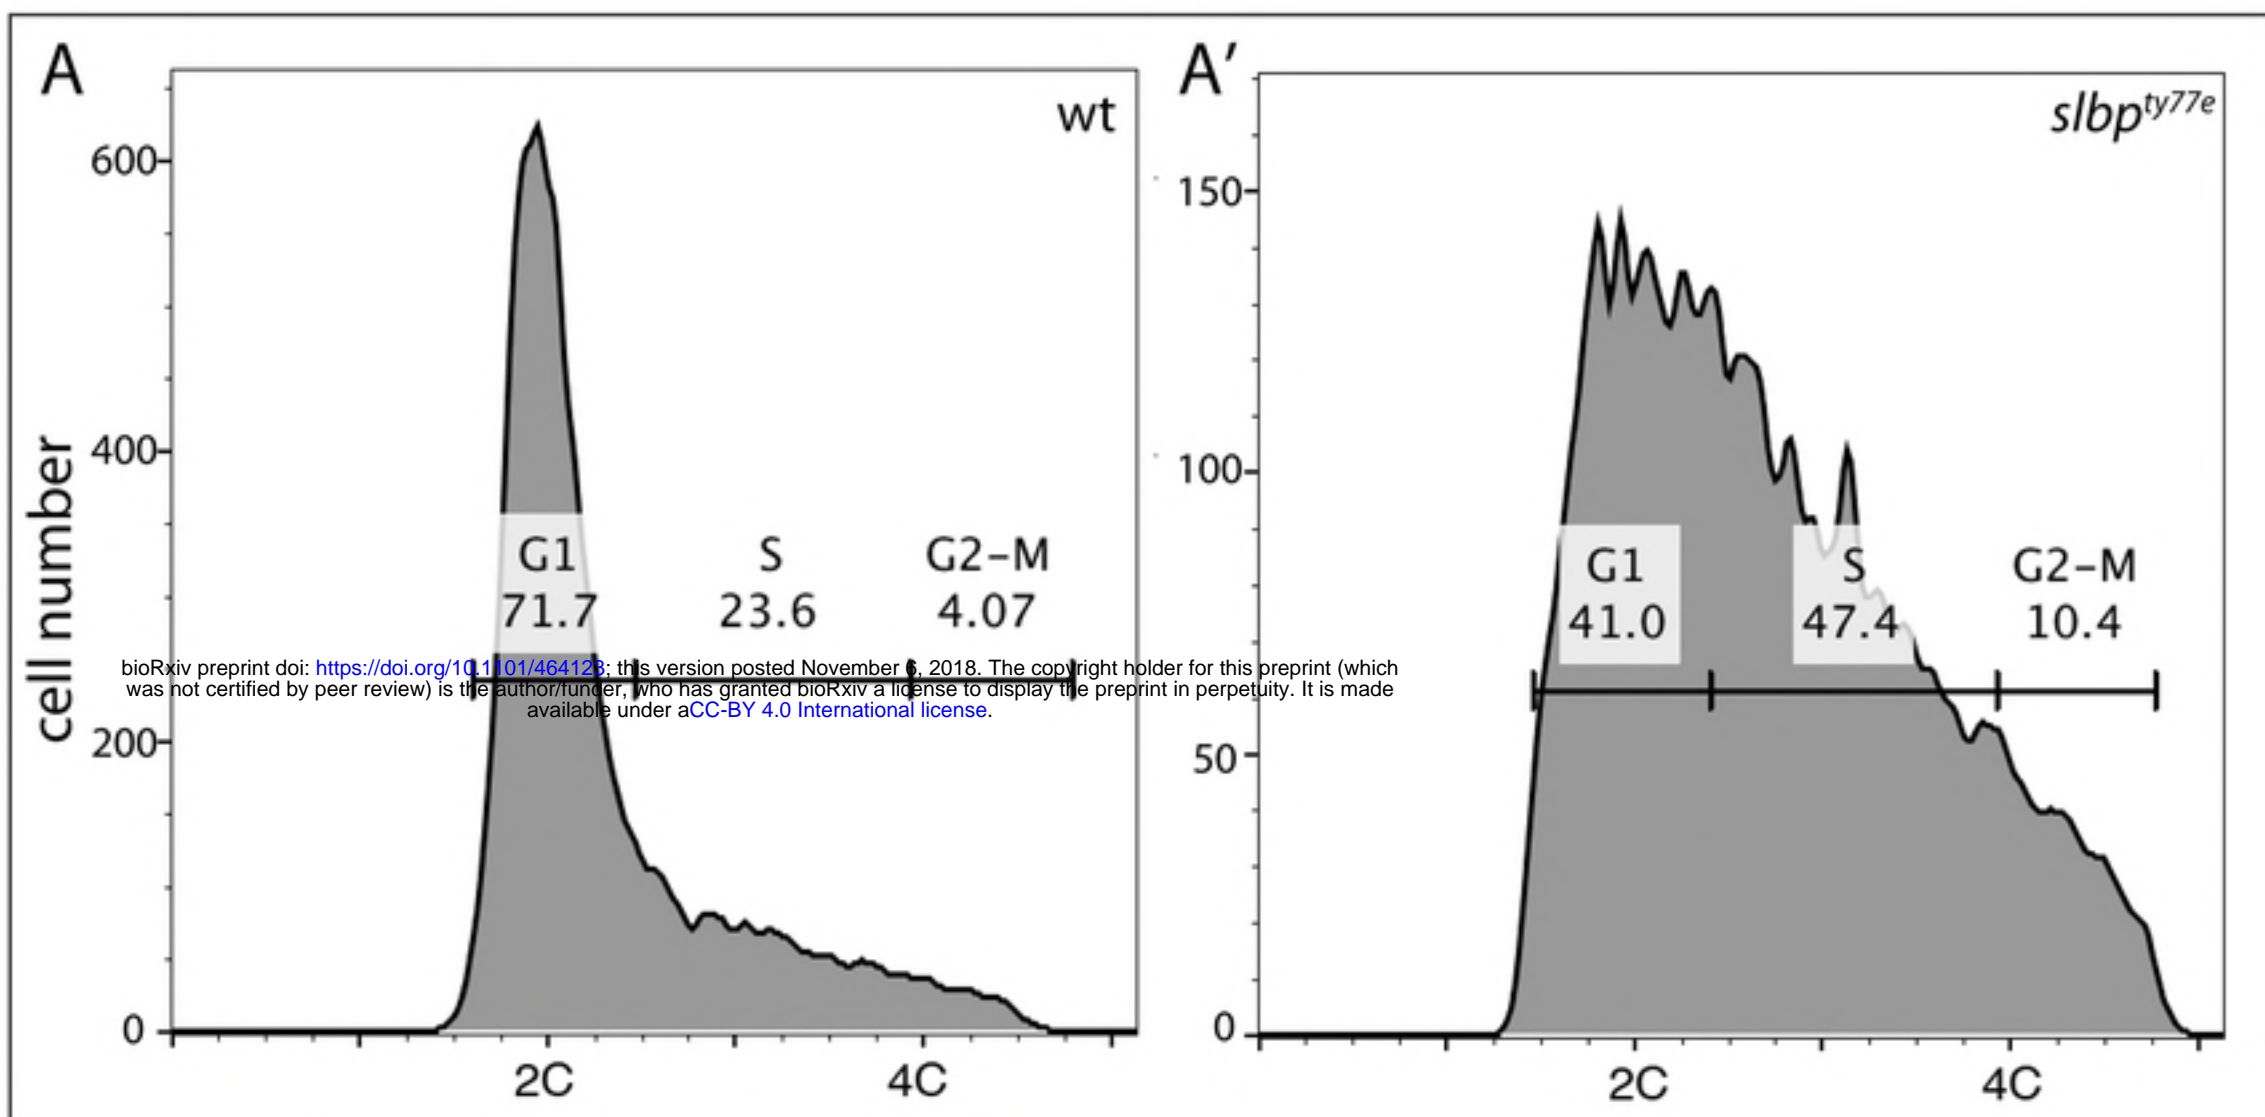 A
A′
wt
slbp^ty77e
600
400
200
0
cell number
G1
71.7
S
23.6
G2–M
4.07
2C
4C
150
100
50
0
G1
41.0
S
47.4
G2–M
10.4
2C
4C
bioRxiv preprint doi: https://doi.org/10.1101/464123; this version posted November 6, 2018. The copyright holder for this preprint (which
was not certified by peer review) is the author/funder, who has granted bioRxiv a license to display the preprint in perpetuity. It is made
available under aCC-BY 4.0 International license.